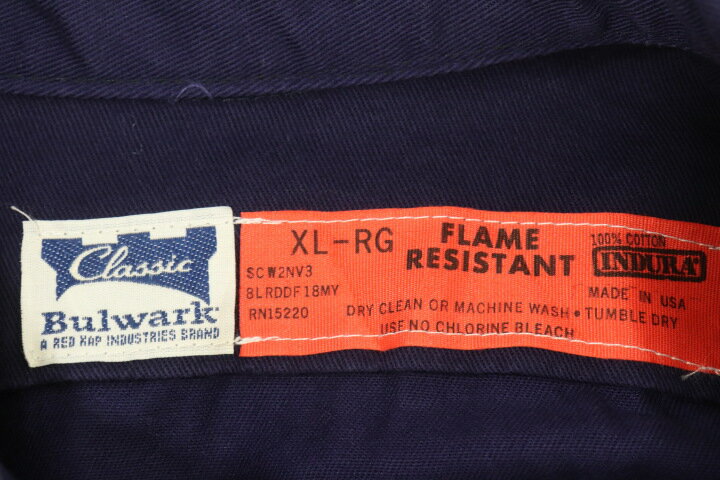 Classic
Bulwark
A RED KAP INDUSTRIES BRAND
XL-RG
SCW2NV3
BLRDDF18MY
RN15220
FLAME
RESISTANT
100% COTTON
INDURA®
MADE IN USA
DRY CLEAN OR MACHINE WASH • TUMBLE DRY
USE NO CHLORINE BLEACH